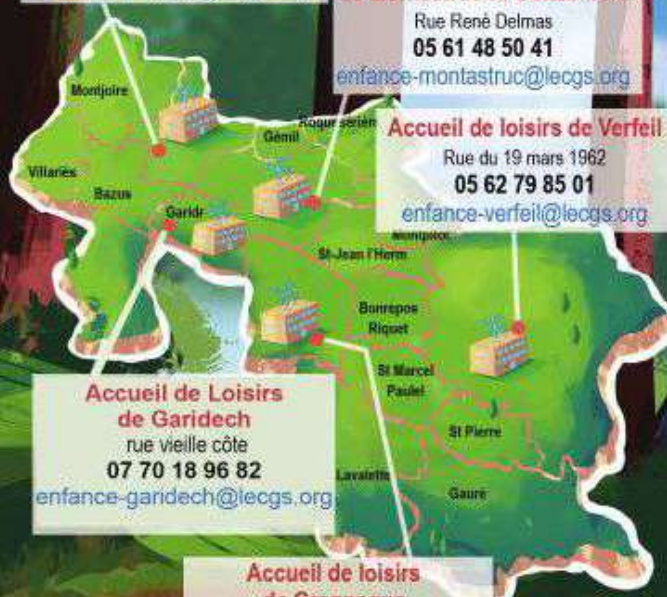 Rue René Delmas
05 61 48 50 41
enfance-montastruc@lecgs.org
Accueil de loisirs de Verfeil
Rue du 19 mars 1962
05 62 79 85 01
enfance-verfeil@lecgs.org
Montjoire
Gémil
Villariès
Bazus
Garidr
St-Jean l'Herm
Bonrepos
Riquet
St Marcel
Paulel
St Pierre
Lavalette
Gauré
Accueil de Loisirs
de Garidech
rue vieille côte
07 70 18 96 82
enfance-garidech@lecgs.org
Accueil de loisirs